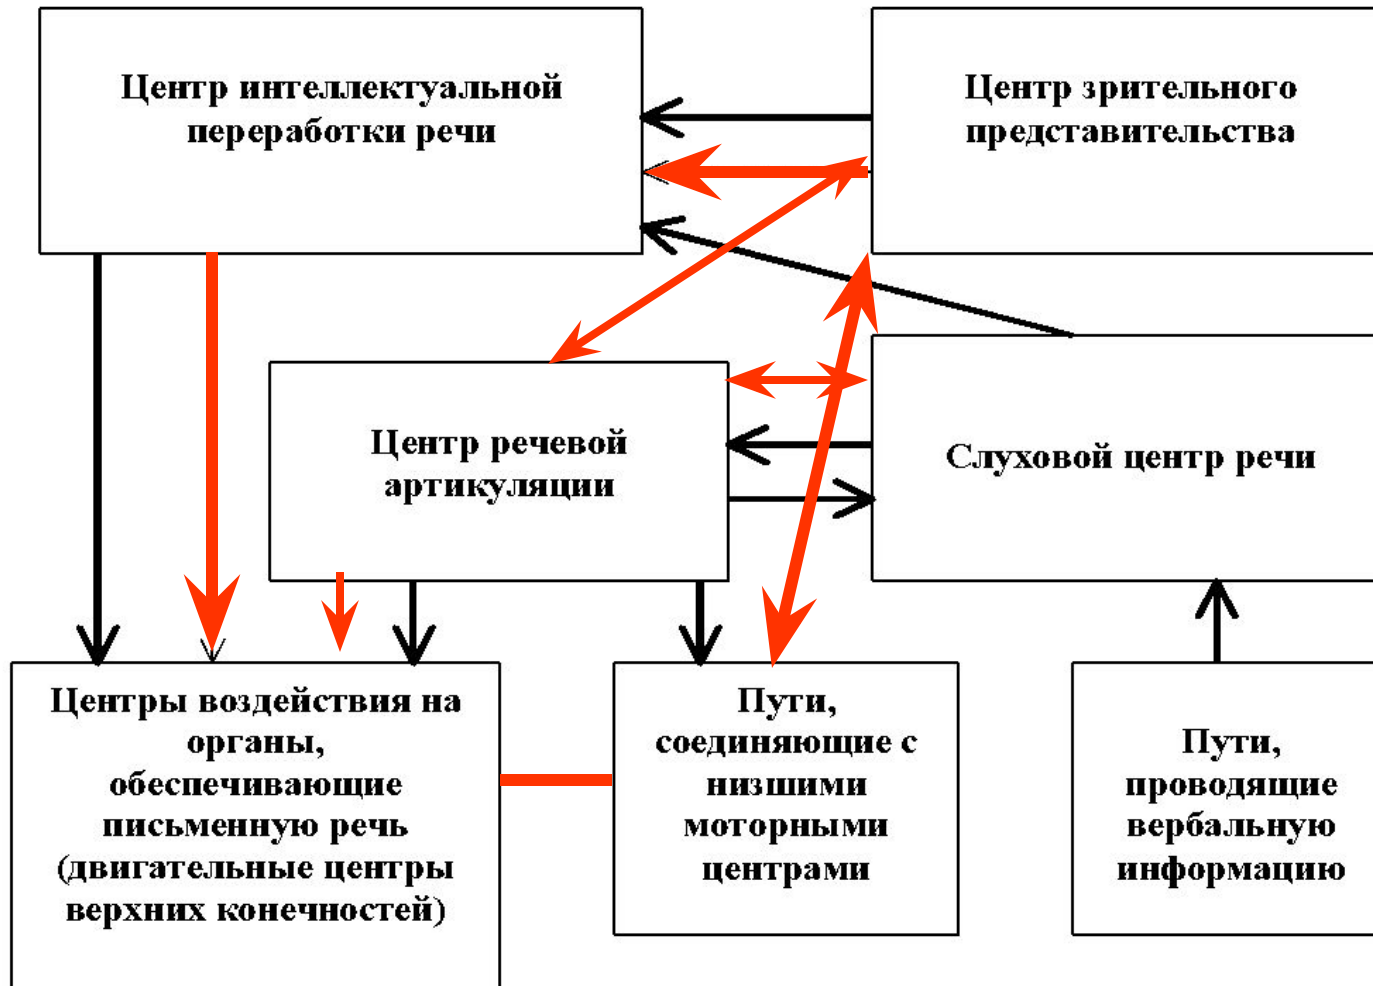 Центр интеллектуальной
переработки речи
Центр зрительного
представительства
Центр речевой
артикуляции
Слуховой центр речи
Центры воздействия на
органы,
обеспечивающие
письменную речь
(двигательные центры
верхних конечностей)
Пути,
соединяющие с
низшими
моторными
центрами
Пути,
проводящие
вербальную
информацию